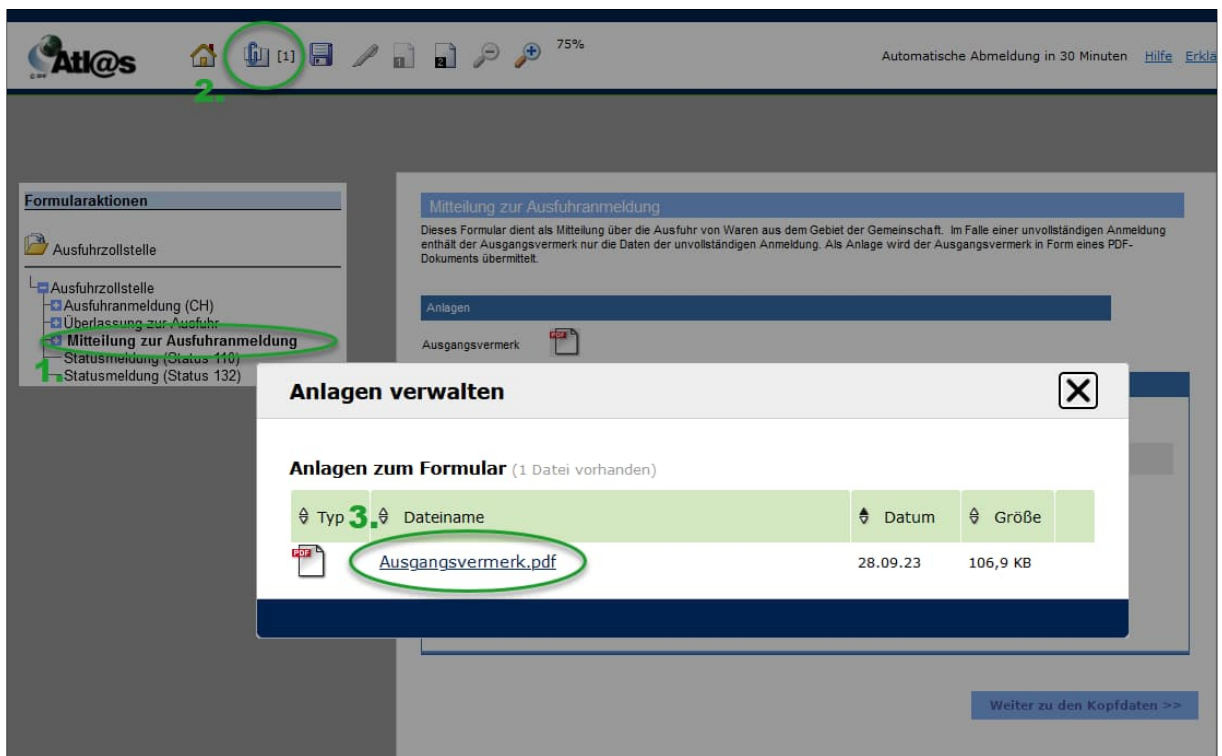 Atl@s
[1]
75%
Automatische Abmeldung in 30 Minuten Hilfe Erklä
2.
Formularaktionen
Ausfuhrzollstelle
Ausfuhrzollstelle
Ausfuhranmeldung (CH)
Überlassung zur Ausfuhr
Mitteilung zur Ausfuhranmeldung
Statusmeldung (Status 110)
1.
Statusmeldung (Status 132)
Mitteilung zur Ausfuhranmeldung
Dieses Formular dient als Mitteilung über die Ausfuhr von Waren aus dem Gebiet der Gemeinschaft. Im Falle einer unvollständigen Anmeldung
enthält der Ausgangsvermerk nur die Daten der unvollständigen Anmeldung. Als Anlage wird der Ausgangsvermerk in Form eines PDF-
Dokuments übermittelt.
Anlagen
Ausgangsvermerk PDF
Anlagen verwalten
Anlagen zum Formular (1 Datei vorhanden)
Typ 3. Dateiname Datum Größe
PDF Ausgangsvermerk.pdf 28.09.23 106,9 KB
Weiter zu den Kopfdaten >>